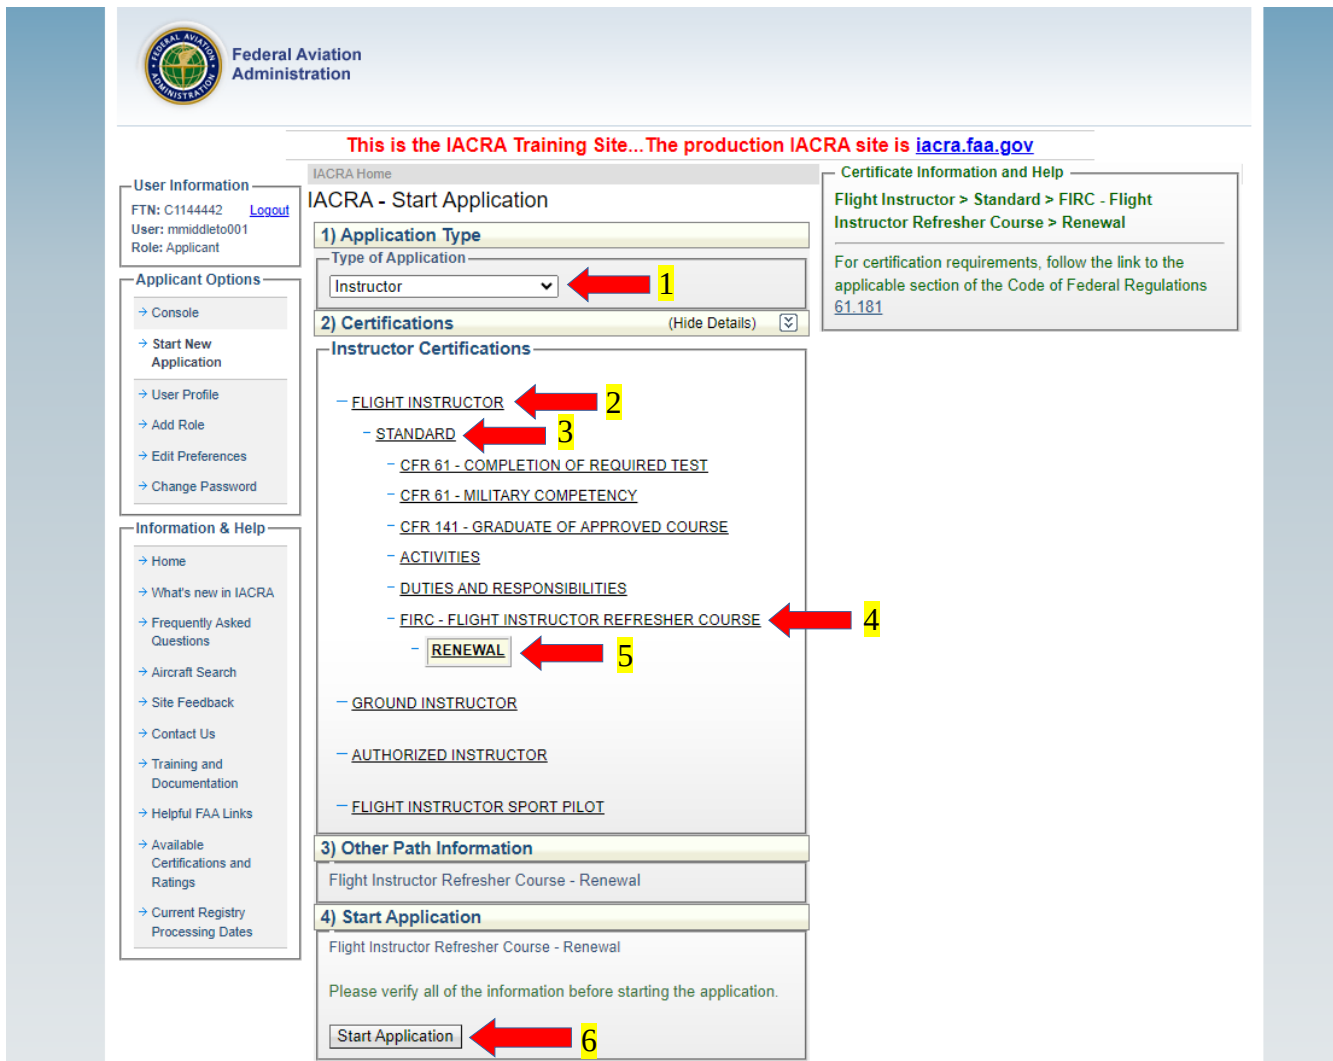 Federal Aviation
Administration
This is the IACRA Training Site...The production IACRA site is iacra.faa.gov
User Information
FTN: C1144442 Logout
User: mmiddleto001
Role: Applicant
Applicant Options
Console
Start New
Application
User Profile
Add Role
Edit Preferences
Change Password
Information & Help
Home
What's new in IACRA
Frequently Asked
Questions
Aircraft Search
Site Feedback
Contact Us
Training and
Documentation
Helpful FAA Links
Available
Certifications and
Ratings
Current Registry
Processing Dates
IACRA Home
IACRA - Start Application
1) Application Type
Type of Application
Instructor 1
2) Certifications (Hide Details)
Instructor Certifications
FLIGHT INSTRUCTOR 2
STANDARD 3
CFR 61 - COMPLETION OF REQUIRED TEST
CFR 61 - MILITARY COMPETENCY
CFR 141 - GRADUATE OF APPROVED COURSE
ACTIVITIES
DUTIES AND RESPONSIBILITIES
FIRC - FLIGHT INSTRUCTOR REFRESHER COURSE 4
RENEWAL 5
GROUND INSTRUCTOR
AUTHORIZED INSTRUCTOR
FLIGHT INSTRUCTOR SPORT PILOT
3) Other Path Information
Flight Instructor Refresher Course - Renewal
4) Start Application
Flight Instructor Refresher Course - Renewal
Please verify all of the information before starting the application.
Start Application 6
Certificate Information and Help
Flight Instructor > Standard > FIRC - Flight
Instructor Refresher Course > Renewal
For certification requirements, follow the link to the
applicable section of the Code of Federal Regulations
61.181